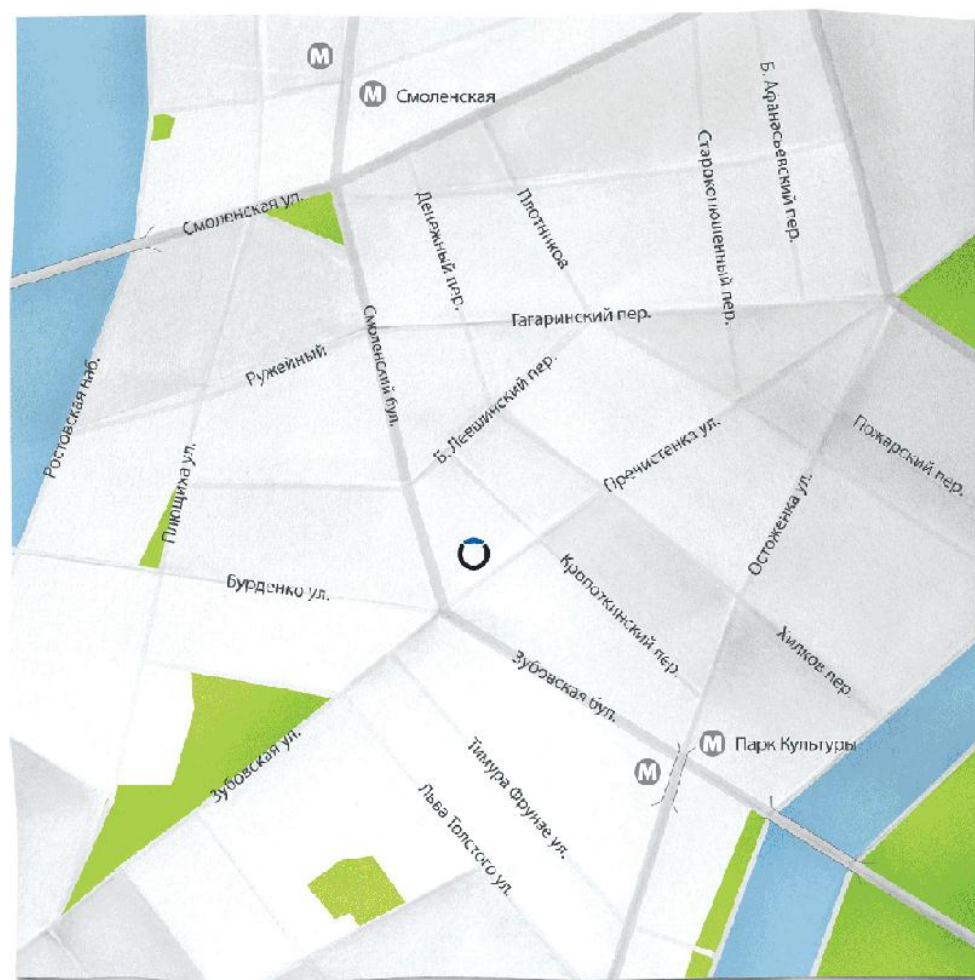 М
М Смоленская
Б. Афанасьевский пер.
Староконюшенный пер.
Плотников
Денежный пер.
Смоленская ул.
Гагаринский пер.
Смоленский бул.
Ружейный
Б. Левшинский пер.
Ростовская наб.
Плющиха ул.
Пречистенка ул.
Пожарский пер.
Остоженка ул.
Бурденко ул.
Кропоткинский пер.
Хилков пер.
Зубовская бул.
М Парк Культуры
М
Зубовская ул.
Тимура Фрунзе ул.
Льва Толстого ул.